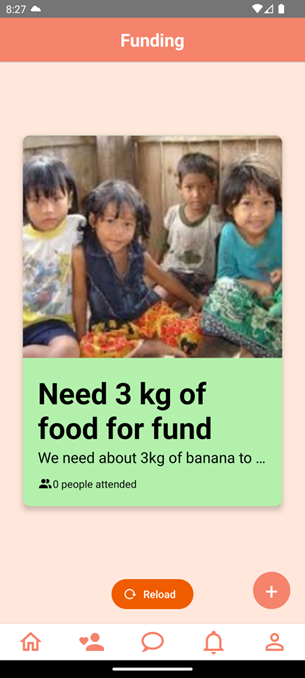 8:27
Funding
Need 3 kg of
food for fund
We need about 3kg of banana to ...
0 people attended
Reload